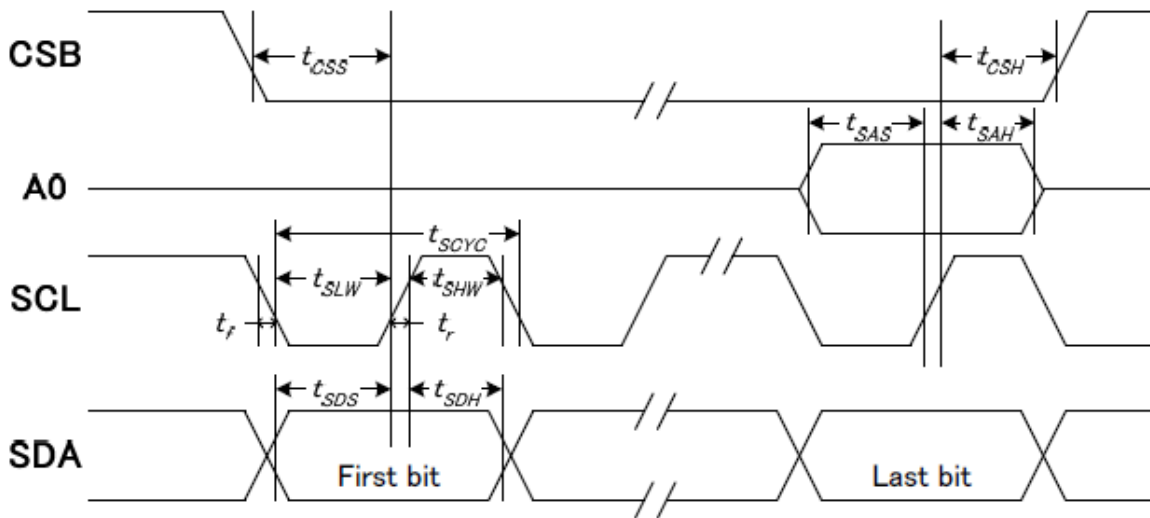 CSB
tCSS
tCSH
tSAS
tSAH
A0
tSCYC
SCL
tSLW
tSHW
tf
tr
tSDS
tSDH
SDA
First bit
Last bit